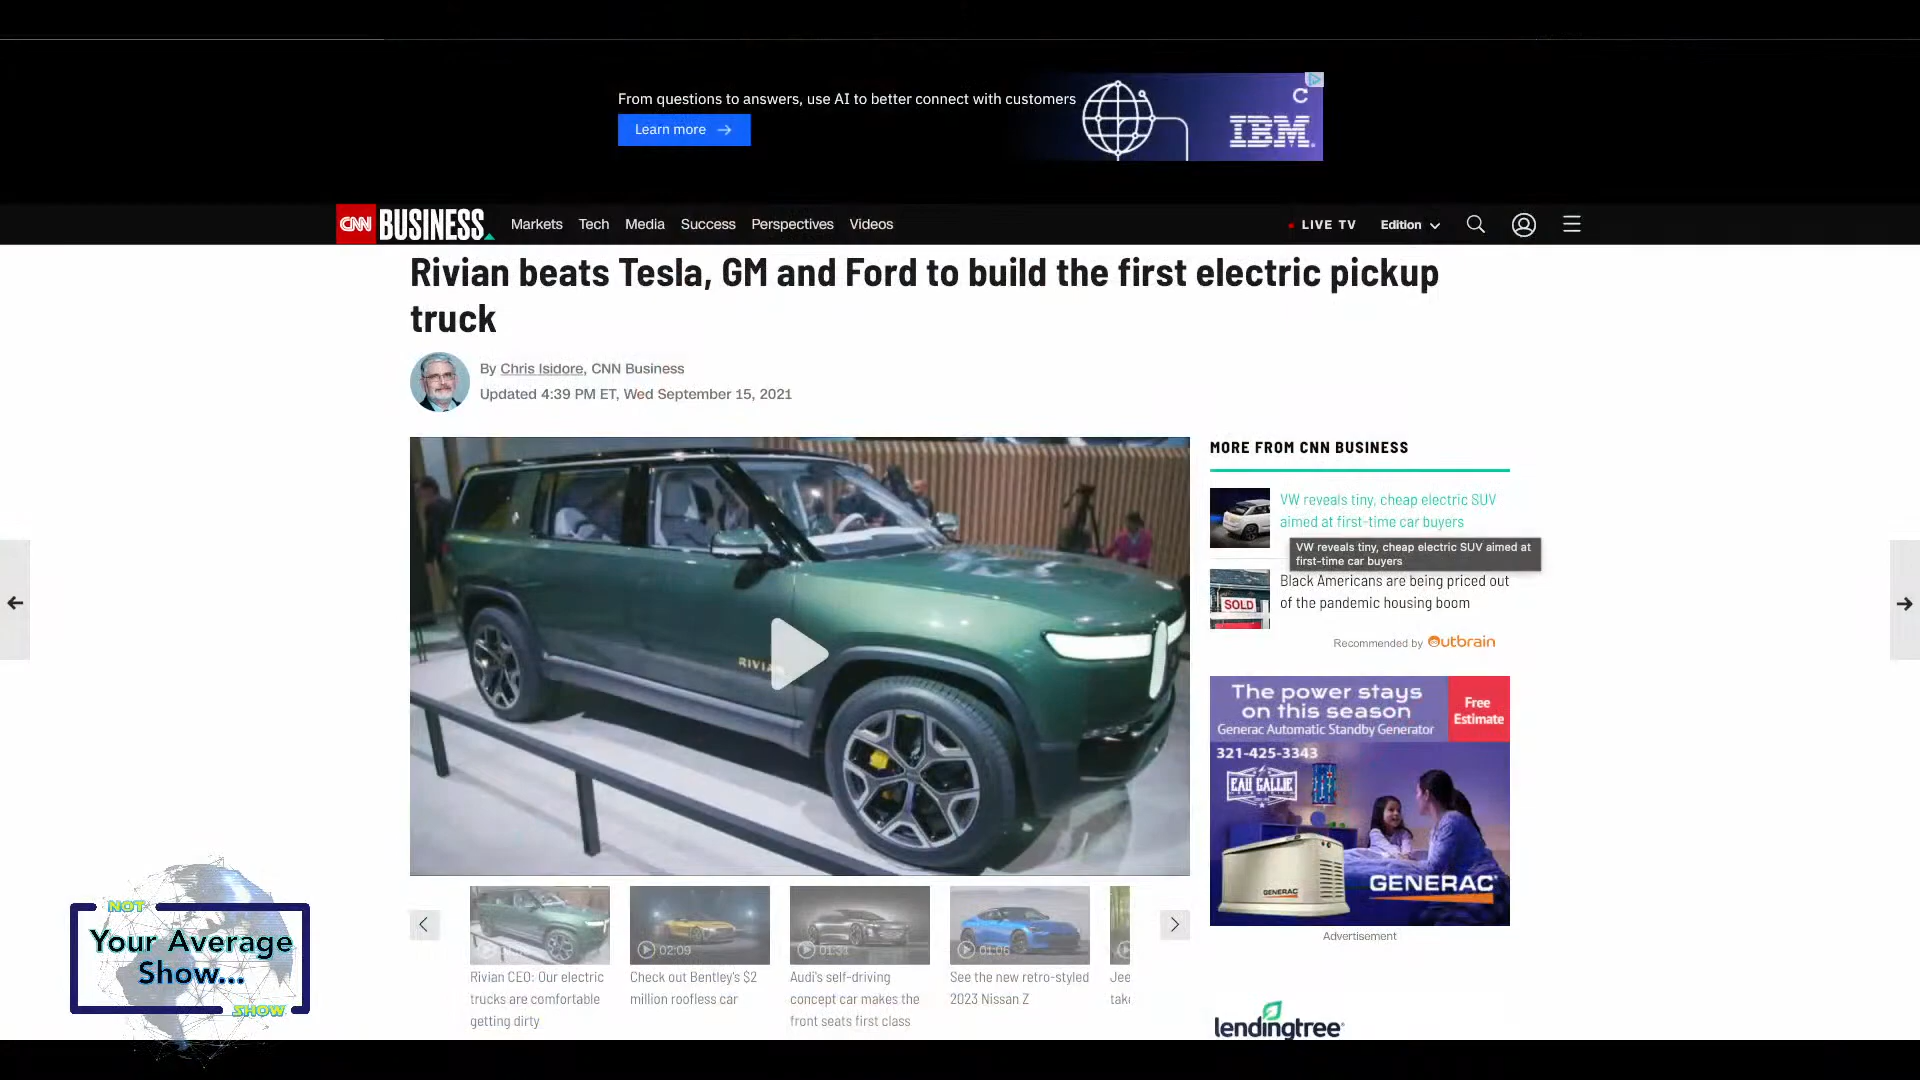 From questions to answers, use AI to better connect with customers
Learn more
IBM.
CNN BUSINESS
Markets Tech Media Success Perspectives Videos
LIVE TV Edition
Rivian beats Tesla, GM and Ford to build the first electric pickup
truck
By Chris Isidore, CNN Business
Updated 4:39 PM ET, Wed September 15, 2021
RIVIA
MORE FROM CNN BUSINESS
VW reveals tiny, cheap electric SUV
aimed at first-time car buyers
VW reveals tiny, cheap electric SUV aimed at
first-time car buyers
SOLD
Black Americans are being priced out
of the pandemic housing boom
Recommended by Outbrain
The power stays
on this season
Generac Automatic Standby Generator
Free
Estimate
321-425-3343
EAU GALLIE
GENERAC
GENERAC
Advertisement
lendingtree
02:09
01:31
01:06
Rivian CEO: Our electric
trucks are comfortable
getting dirty
Check out Bentley's $2
million roofless car
Audi's self-driving
concept car makes the
front seats first class
See the new retro-styled
2023 Nissan Z
Jee
take
NOT
Your Average
Show...
SHOW